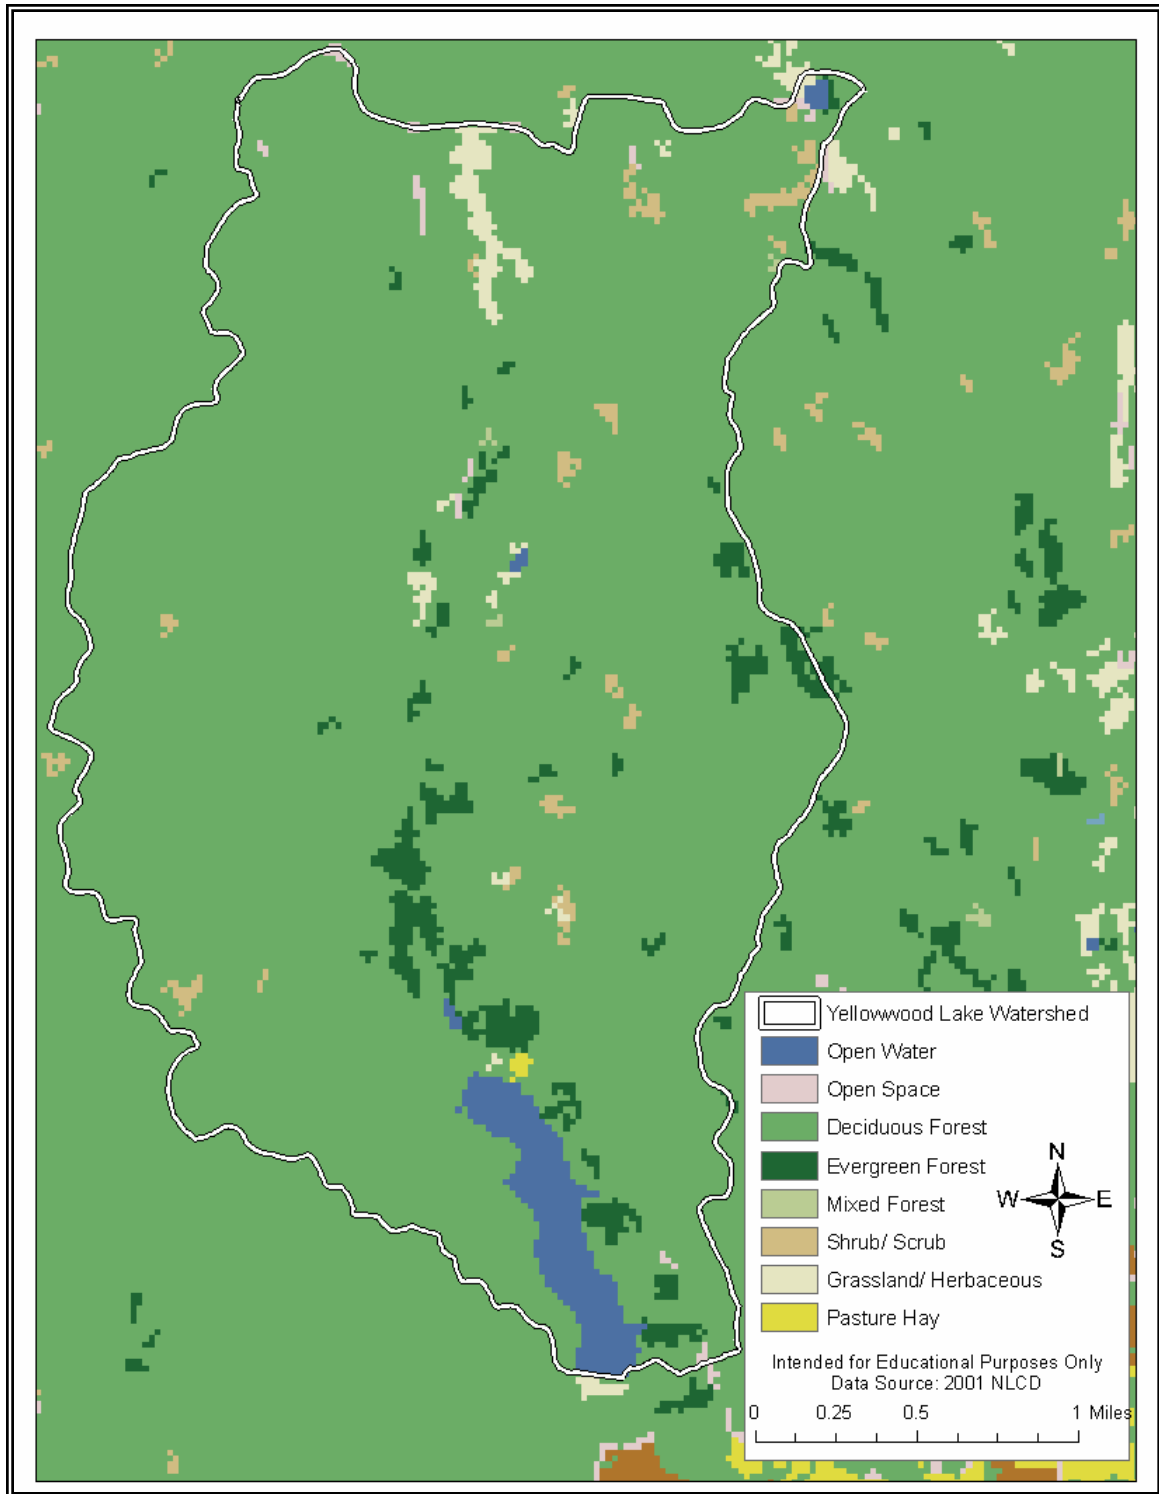 Yellowwood Lake Watershed
Open Water
Open Space
Deciduous Forest
Evergreen Forest
Mixed Forest
Shrub/ Scrub
Grassland/ Herbaceous
Pasture Hay
N
W E
S
Intended for Educational Purposes Only
Data Source: 2001 NLCD
0 0.25 0.5 1 Miles